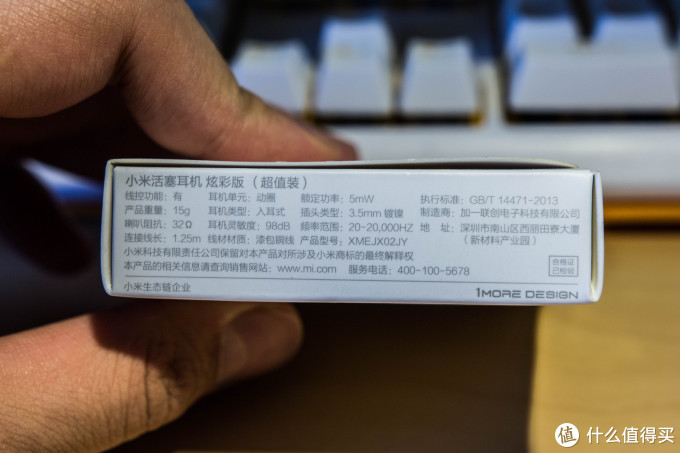 小米活塞耳机 炫彩版（超值装）
线控功能：有 耳机单元：动圈 额定功率：5mW 执行标准：GB/T 14471-2013
产品重量：15g 耳机类型：入耳式 插头类型：3.5mm 镀镍 制造商：加一联创电子科技有限公司
喇叭阻抗：32Ω 耳机灵敏度：98dB 频率范围：20-20,000HZ 地 址：深圳市南山区西丽田寮大厦
连接线长：1.25m 线材材质：漆包铜线 产品型号：XMEJX02JY （新材料产业园）
小米科技有限责任公司保留对本产品对所涉及小米商标的最终解释权
本产品的相关信息请查询销售网站：www.mi.com 服务电话：400-100-5678
合格证
已检验
小米生态链企业
1MORE DESIGN
值 什么值得买